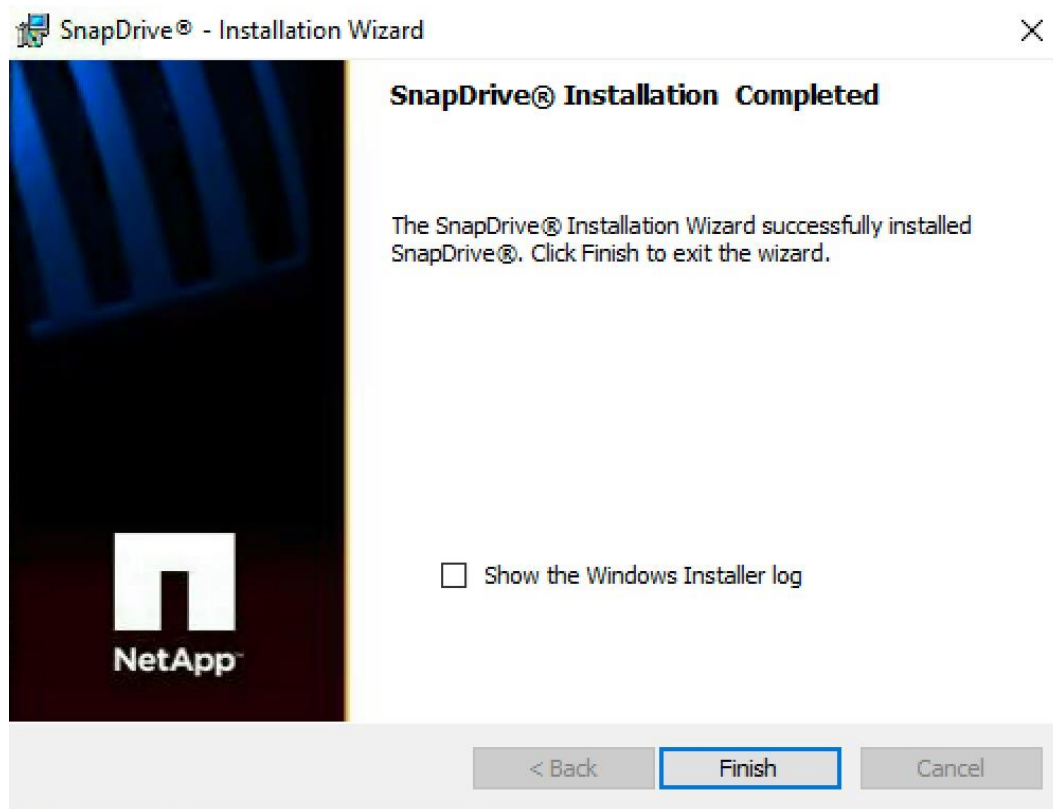 SnapDrive® - Installation Wizard
SnapDrive® Installation Completed
The SnapDrive® Installation Wizard successfully installed
SnapDrive®. Click Finish to exit the wizard.
Show the Windows Installer log
NetApp™
< Back
Finish
Cancel